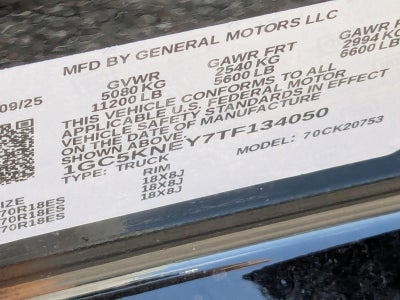 MFD BY GENERAL MOTORS LLC
09/25
GVWR GAWR FRT GAWR R
5080 KG 2540 KG 2994 K
11200 LB 5600 LB 6600 LB
THIS VEHICLE CONFORMS TO ALL
APPLICABLE U.S. FEDERAL MOTOR
VEHICLE SAFETY STANDARDS IN EFFECT
ON THE DATE OF MANUFACTURE
SHOWN ABOVE.
1GC5KNEY7TF134050
TYPE: TRUCK MODEL: 70CK20753
IZE RIM
70R18ES 18X8J
70R18ES 18X8J
70R18ES 18X8J